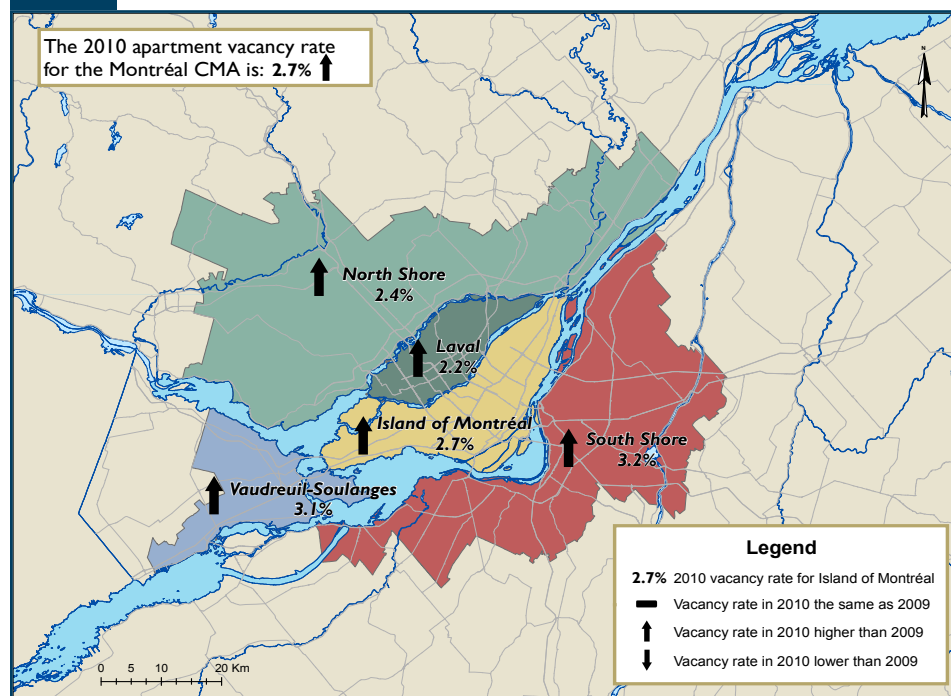 The 2010 apartment vacancy rate
for the Montréal CMA is: 2.7%
N
North Shore
2.4%
Laval
2.2%
Island of Montréal
2.7%
South Shore
3.2%
Vaudreuil-Soulanges
3.1%
Legend
2.7% 2010 vacancy rate for Island of Montréal
Vacancy rate in 2010 the same as 2009
Vacancy rate in 2010 higher than 2009
Vacancy rate in 2010 lower than 2009
0 5 10 20 Km